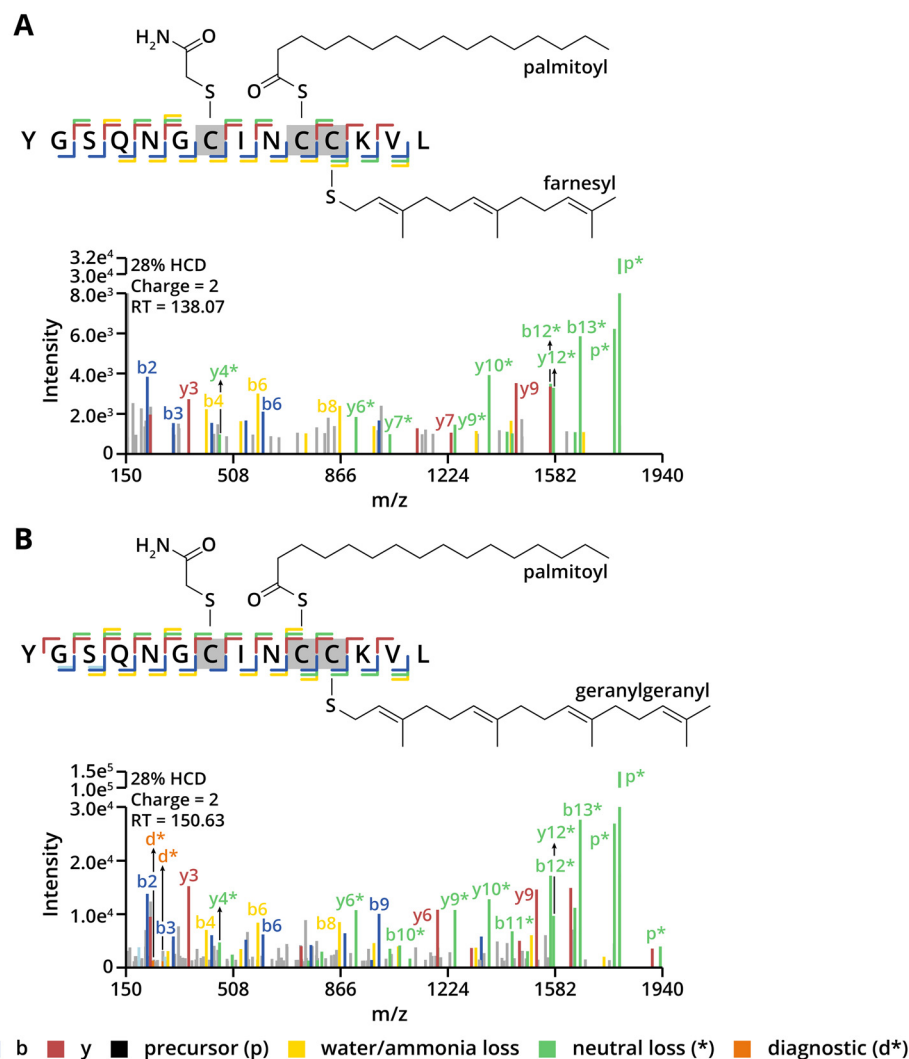 A
H₂N
O
S
O
S
palmitoyl
Y G S Q N G C I N C C K V L
S
farnesyl
3.2e⁴
3.0e⁴
8.0e³
6.0e³
4.0e³
2.0e³
0
Intensity
28% HCD
Charge = 2
RT = 138.07
b2
b3
y3
b4
y4*
b6
b6
b8
y6*
y7*
y7
y9*
y10*
y9
b12*
y12*
b13*
p*
p*
150 508 866 1224 1582 1940
m/z
B
H₂N
O
S
O
S
palmitoyl
Y G S Q N G C I N C C K V L
S
geranylgeranyl
1.5e⁵
1.0e⁵
3.0e⁴
2.0e⁴
1.0e⁴
0
Intensity
28% HCD
Charge = 2
RT = 150.63
d*
d*
b2
b3
y3
b4
y4*
b6
b6
b8
y6*
b9
b10*
y6
y9*
y10*
b11*
y9
y12*
b12*
b13*
p*
p*
p*
150 508 866 1224 1582 1940
m/z
b y precursor (p) water/ammonia loss neutral loss (*) diagnostic (d*)